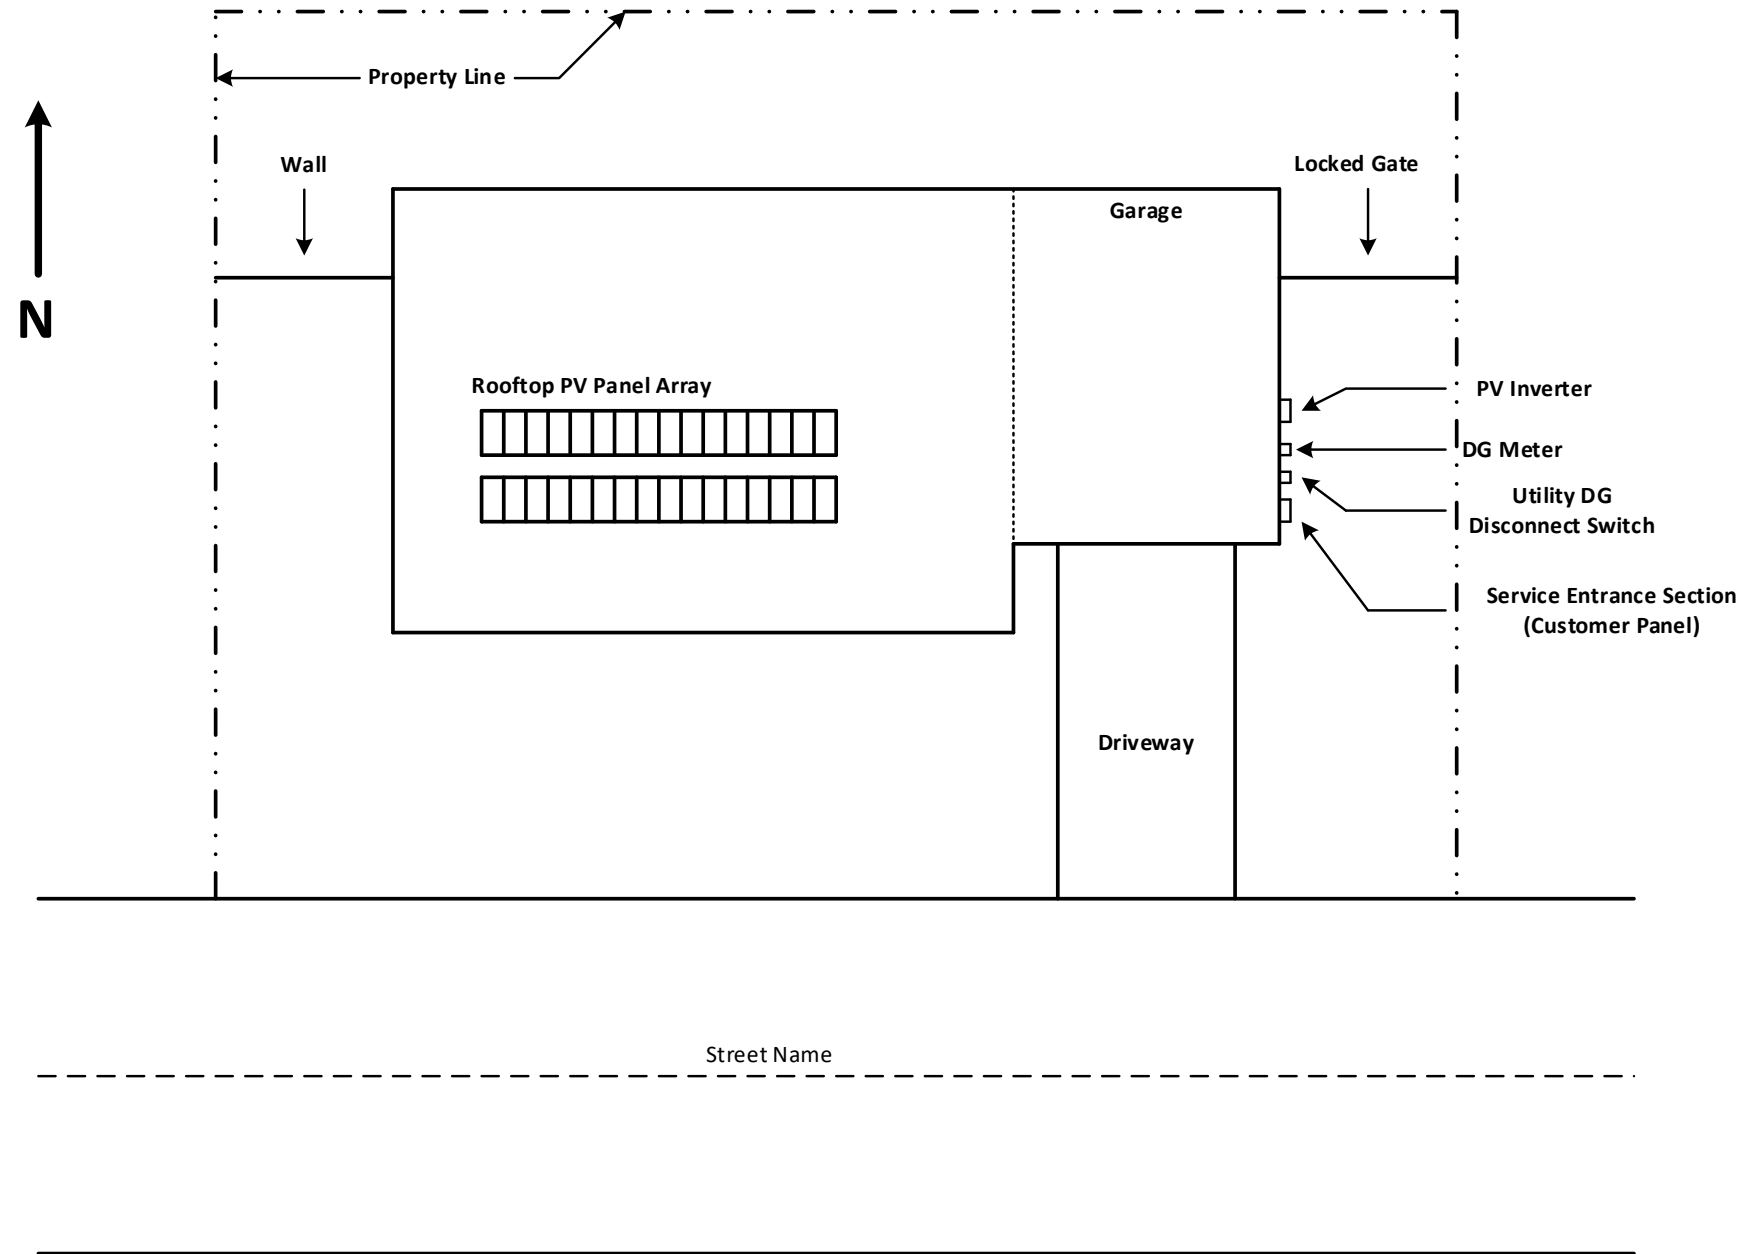 Property Line
Wall
Locked Gate
Garage
N
Rooftop PV Panel Array
PV Inverter
DG Meter
Utility DG
Disconnect Switch
Service Entrance Section
(Customer Panel)
Driveway
Street Name